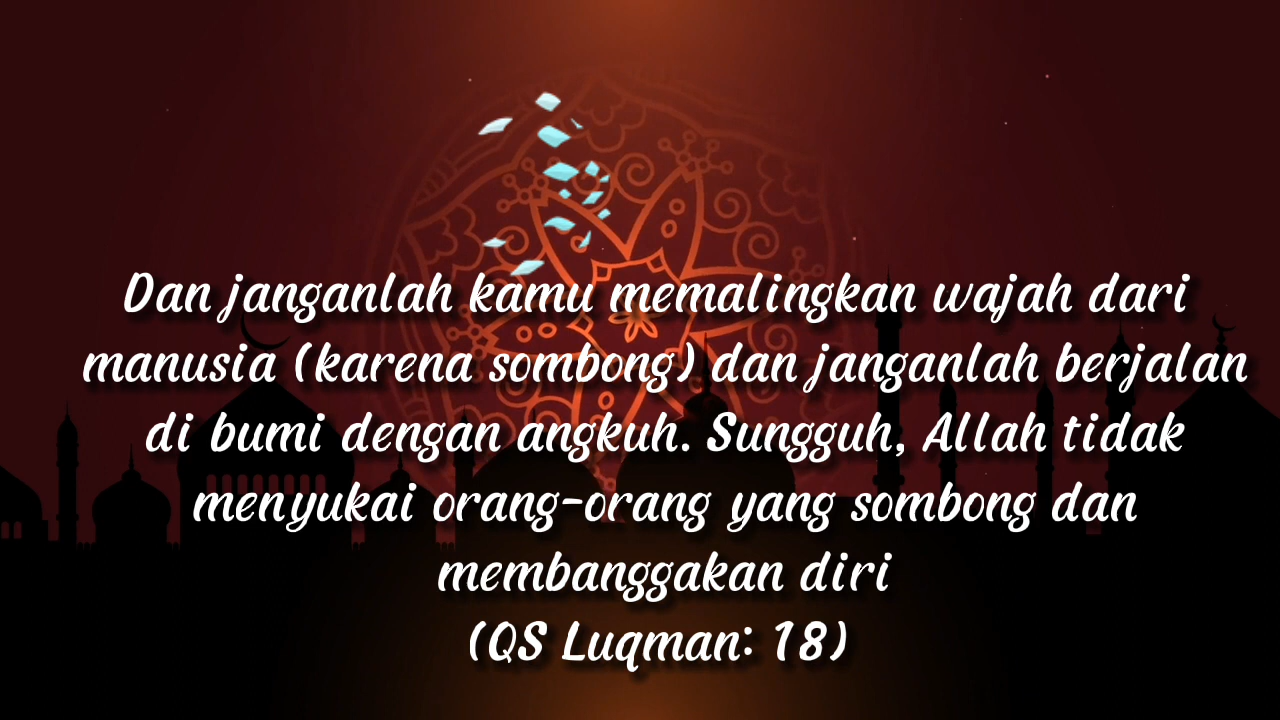 Dan janganlah kamu memalingkan wajah dari
manusia (karena sombong) dan janganlah berjalan
di bumi dengan angkuh. Sungguh, Allah tidak
menyukai orang-orang yang sombong dan
membanggakan diri
(QS Luqman: 18)